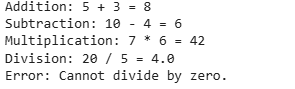 Addition: 5 + 3 = 8
Subtraction: 10 - 4 = 6
Multiplication: 7 * 6 = 42
Division: 20 / 5 = 4.0
Error: Cannot divide by zero.